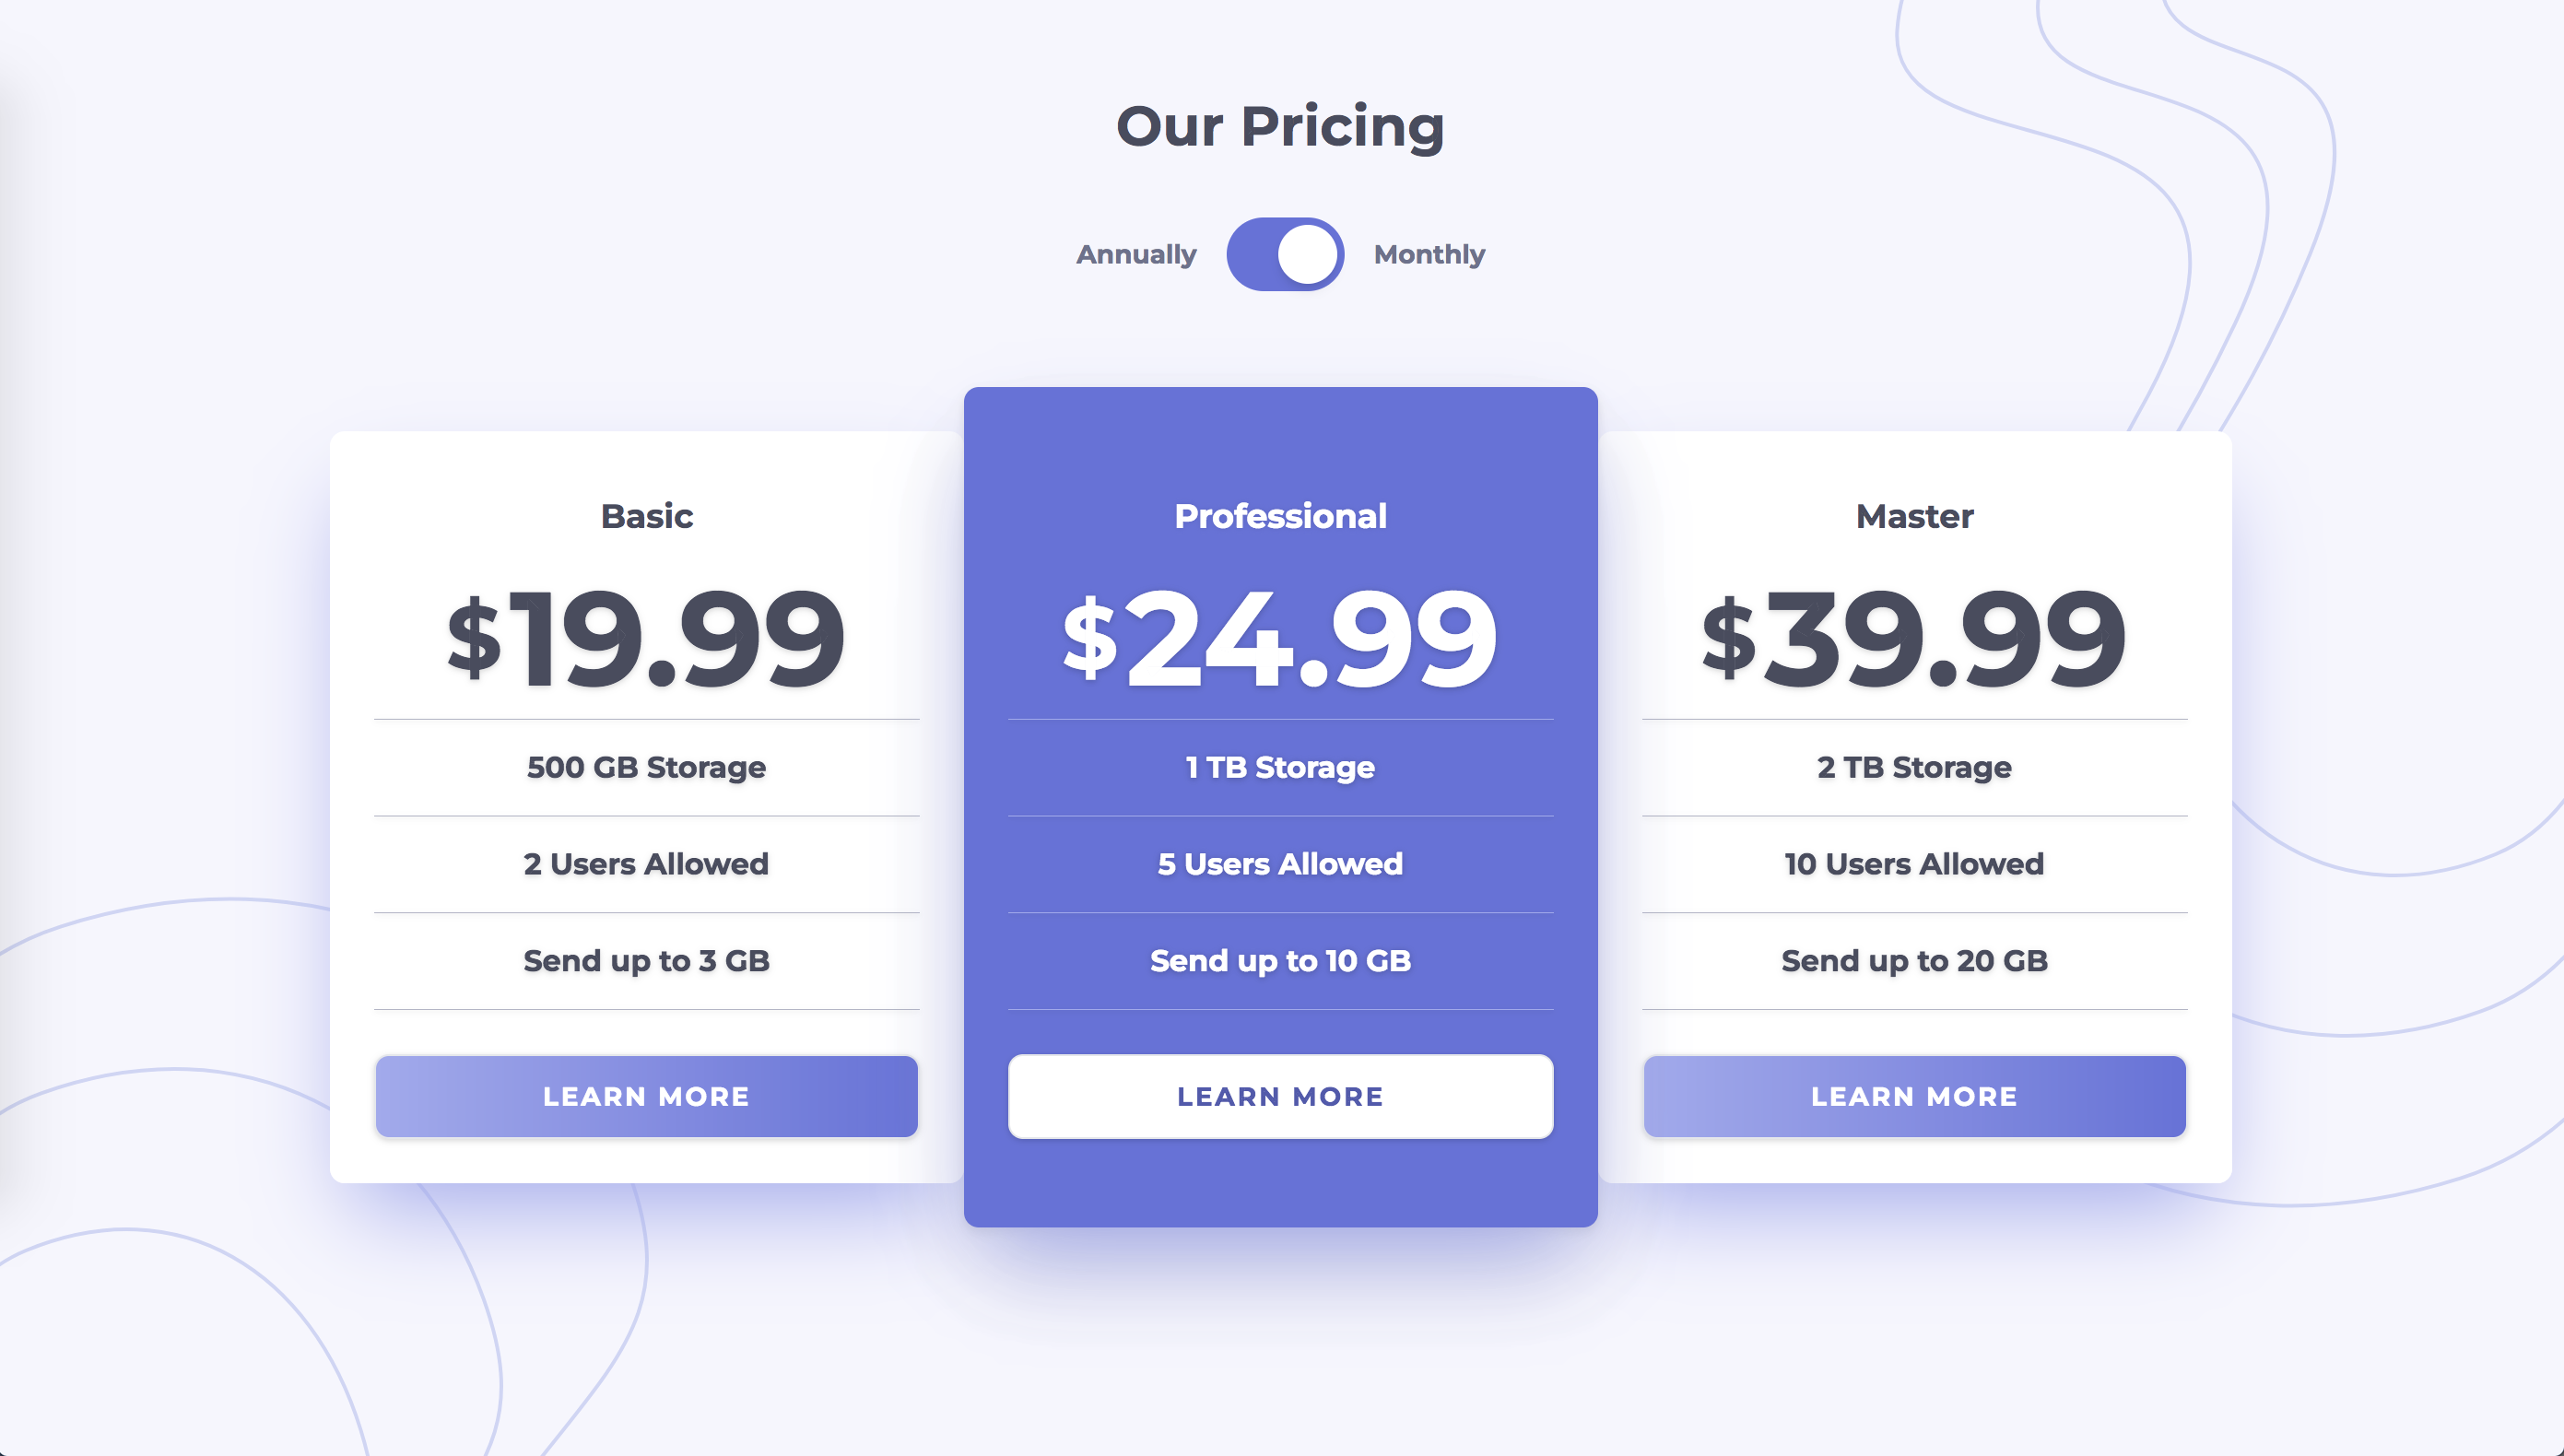 Our Pricing
Annually Monthly
Basic
$19.99
500 GB Storage
2 Users Allowed
Send up to 3 GB
LEARN MORE
Professional
$24.99
1 TB Storage
5 Users Allowed
Send up to 10 GB
LEARN MORE
Master
$39.99
2 TB Storage
10 Users Allowed
Send up to 20 GB
LEARN MORE